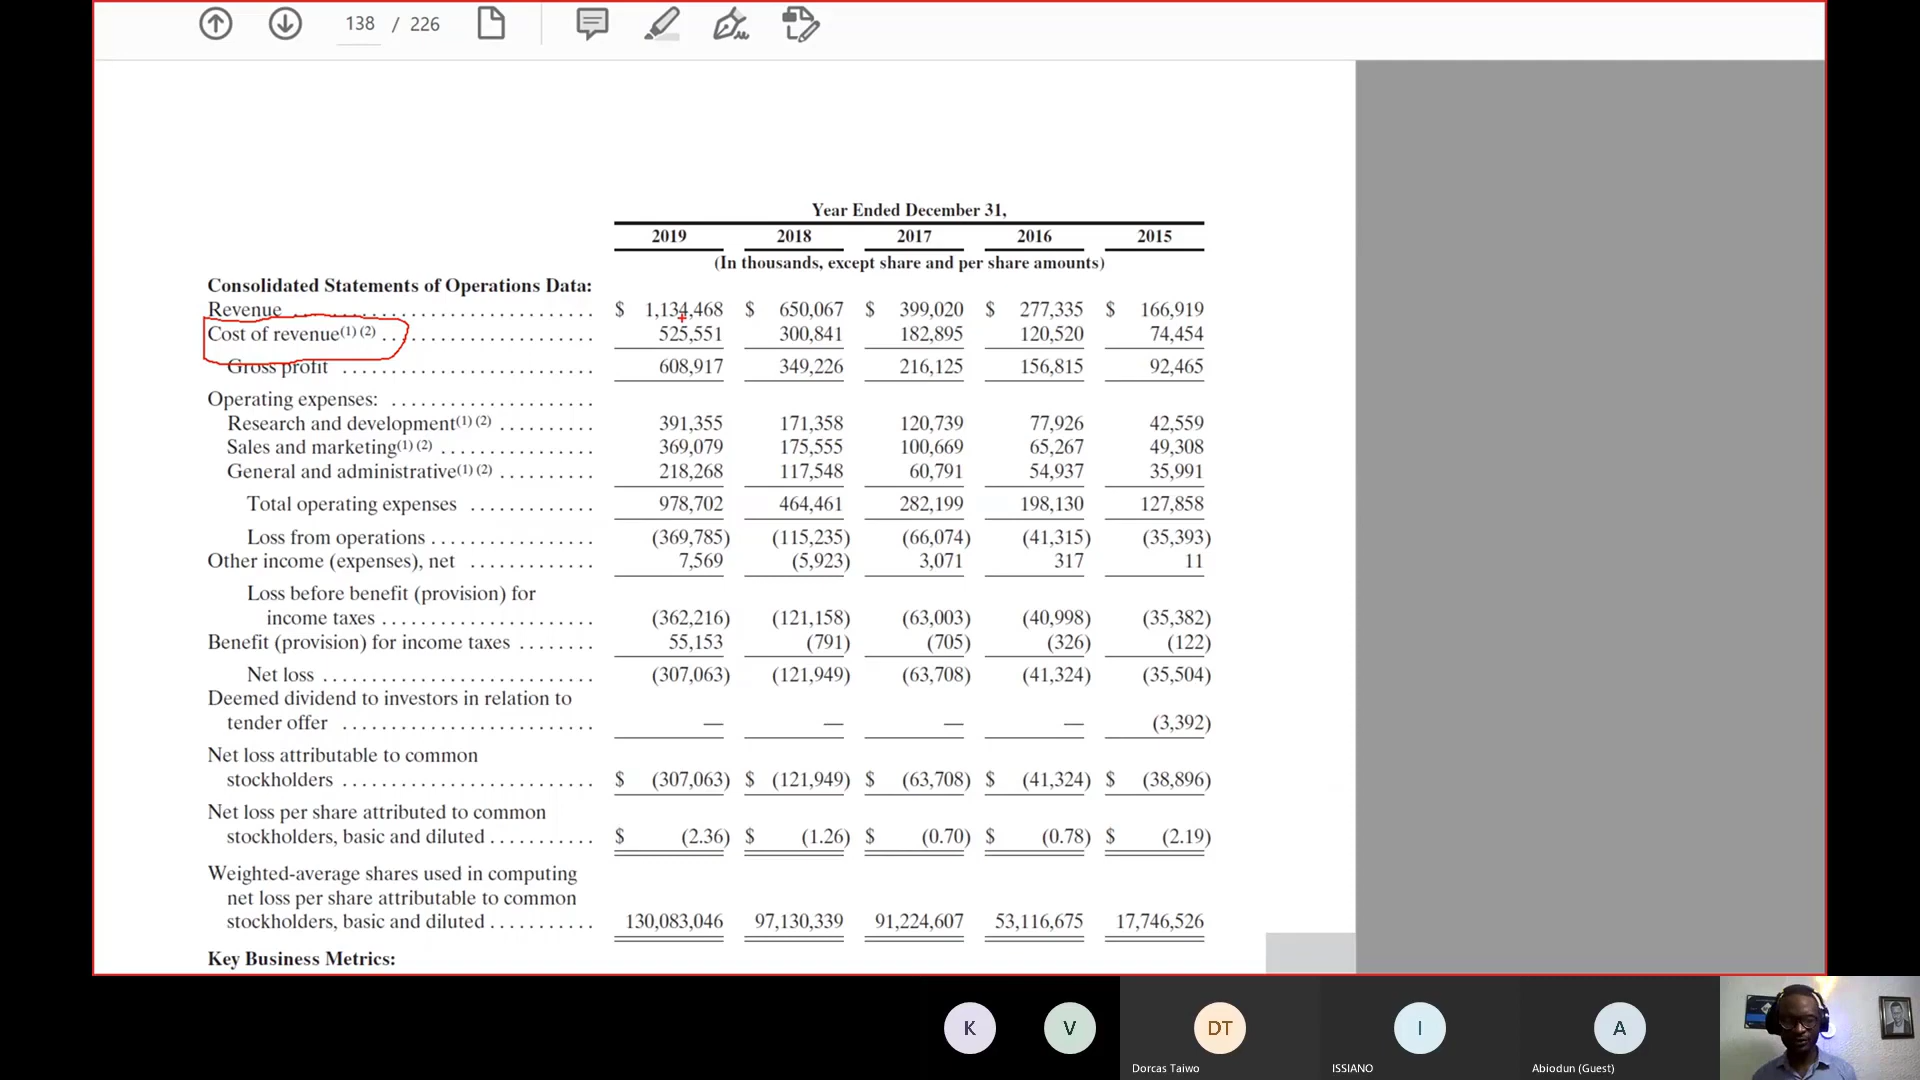 138 / 226
Year Ended December 31,
2019 2018 2017 2016 2015
(In thousands, except share and per share amounts)
Consolidated Statements of Operations Data:
Revenue . . . . . . . . . . . . . . . . . . . . . . . . . . . . . . . $ 1,134,468 $ 650,067 $ 399,020 $ 277,335 $ 166,919
Cost of revenue(1) (2) . . . . . . . . . . . . . . . . . . . . . . 525,551 300,841 182,895 120,520 74,454
Gross profit . . . . . . . . . . . . . . . . . . . . . . . . . . 608,917 349,226 216,125 156,815 92,465
Operating expenses: . . . . . . . . . . . . . . . . . . . . .
Research and development(1) (2) . . . . . . . . . . 391,355 171,358 120,739 77,926 42,559
Sales and marketing(1) (2) . . . . . . . . . . . . . . . . 369,079 175,555 100,669 65,267 49,308
General and administrative(1) (2) . . . . . . . . . . 218,268 117,548 60,791 54,937 35,991
Total operating expenses . . . . . . . . . . . . . 978,702 464,461 282,199 198,130 127,858
Loss from operations . . . . . . . . . . . . . . . . . (369,785) (115,235) (66,074) (41,315) (35,393)
Other income (expenses), net . . . . . . . . . . . . . 7,569 (5,923) 3,071 317 11
Loss before benefit (provision) for
income taxes . . . . . . . . . . . . . . . . . . . . . . (362,216) (121,158) (63,003) (40,998) (35,382)
Benefit (provision) for income taxes . . . . . . . . 55,153 (791) (705) (326) (122)
Net loss . . . . . . . . . . . . . . . . . . . . . . . . . . . . (307,063) (121,949) (63,708) (41,324) (35,504)
Deemed dividend to investors in relation to
tender offer . . . . . . . . . . . . . . . . . . . . . . . . . . — — — — (3,392)
Net loss attributable to common
stockholders . . . . . . . . . . . . . . . . . . . . . . . . . . . $ (307,063) $ (121,949) $ (63,708) $ (41,324) $ (38,896)
Net loss per share attributed to common
stockholders, basic and diluted . . . . . . . . . . . $ (2.36) $ (1.26) $ (0.70) $ (0.78) $ (2.19)
Weighted-average shares used in computing
net loss per share attributable to common
stockholders, basic and diluted . . . . . . . . . . . 130,083,046 97,130,339 91,224,607 53,116,675 17,746,526
Key Business Metrics:
K V DT I A
Dorcas Taiwo ISSIANO Abiodun (Guest)